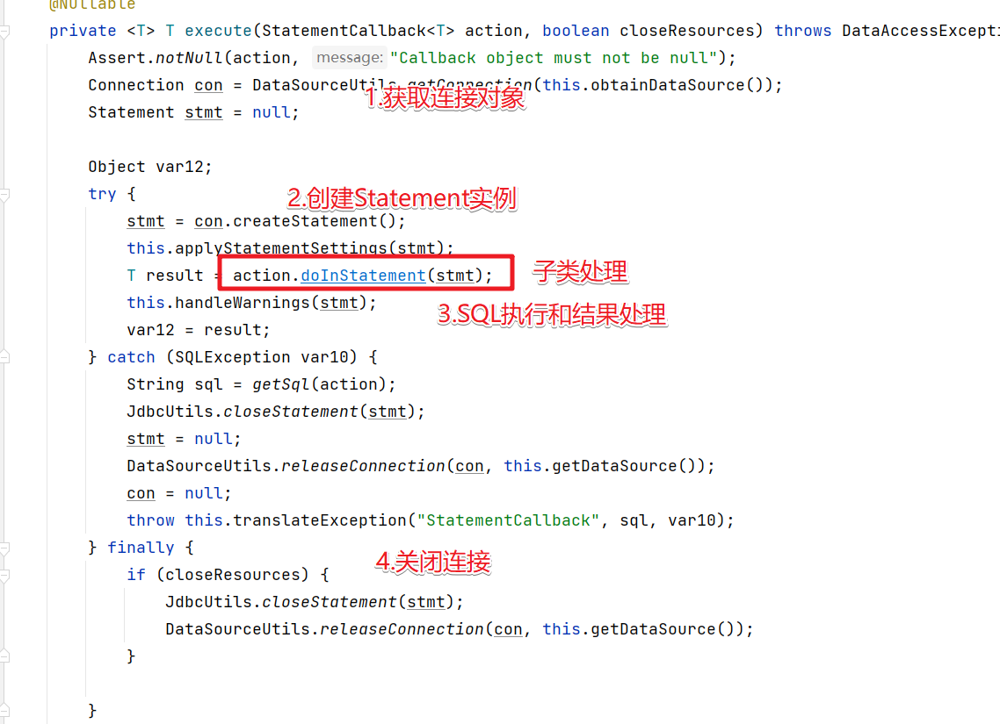 @Nullable
private <T> T execute(StatementCallback<T> action, boolean closeResources) throws DataAccessExcepti
Assert.notNull(action, message: "Callback object must not be null");
Connection con = DataSourceUtils.getConnection(this.obtainDataSource());
1.获取连接对象
Statement stmt = null;
Object var12;
try {
2.创建Statement实例
stmt = con.createStatement();
this.applyStatementSettings(stmt);
T result = action.doInStatement(stmt);
子类处理
this.handleWarnings(stmt);
3.SQL执行和结果处理
var12 = result;
} catch (SQLException var10) {
String sql = getSql(action);
JdbcUtils.closeStatement(stmt);
stmt = null;
DataSourceUtils.releaseConnection(con, this.getDataSource());
con = null;
throw this.translateException("StatementCallback", sql, var10);
} finally {
4.关闭连接
if (closeResources) {
JdbcUtils.closeStatement(stmt);
DataSourceUtils.releaseConnection(con, this.getDataSource());
}
}